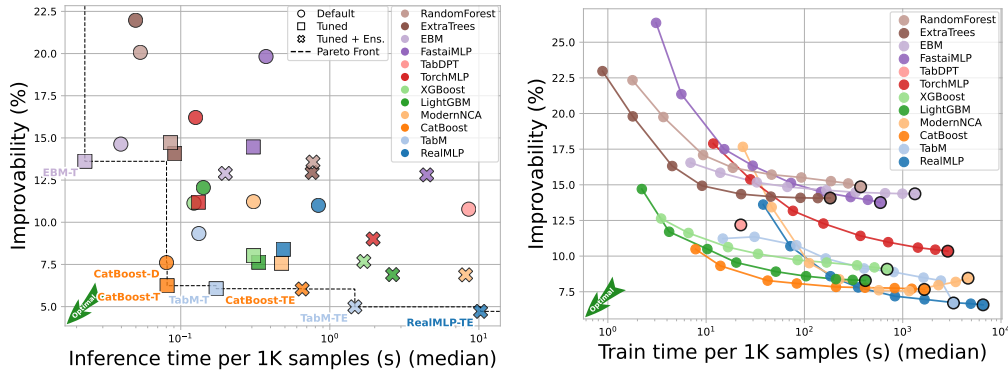 Improvability (%)
22.5
20.0
17.5
15.0
12.5
10.0
7.5
5.0
Default
Tuned
Tuned + Ens.
Pareto Front
RandomForest
ExtraTrees
EBM
FastaiMLP
TabDPT
TorchMLP
XGBoost
LightGBM
ModernNCA
CatBoost
TabM
RealMLP
EBM-T
CatBoost-D
CatBoost-T
TabM-T
CatBoost-TE
TabM-TE
RealMLP-TE
Optimal
10⁻¹
10⁰
10¹
Inference time per 1K samples (s) (median)
Improvability (%)
25.0
22.5
20.0
17.5
15.0
12.5
10.0
7.5
RandomForest
ExtraTrees
EBM
FastaiMLP
TabDPT
TorchMLP
XGBoost
LightGBM
ModernNCA
CatBoost
TabM
RealMLP
Optimal
10⁰
10¹
10²
10³
10⁴
Train time per 1K samples (s) (median)